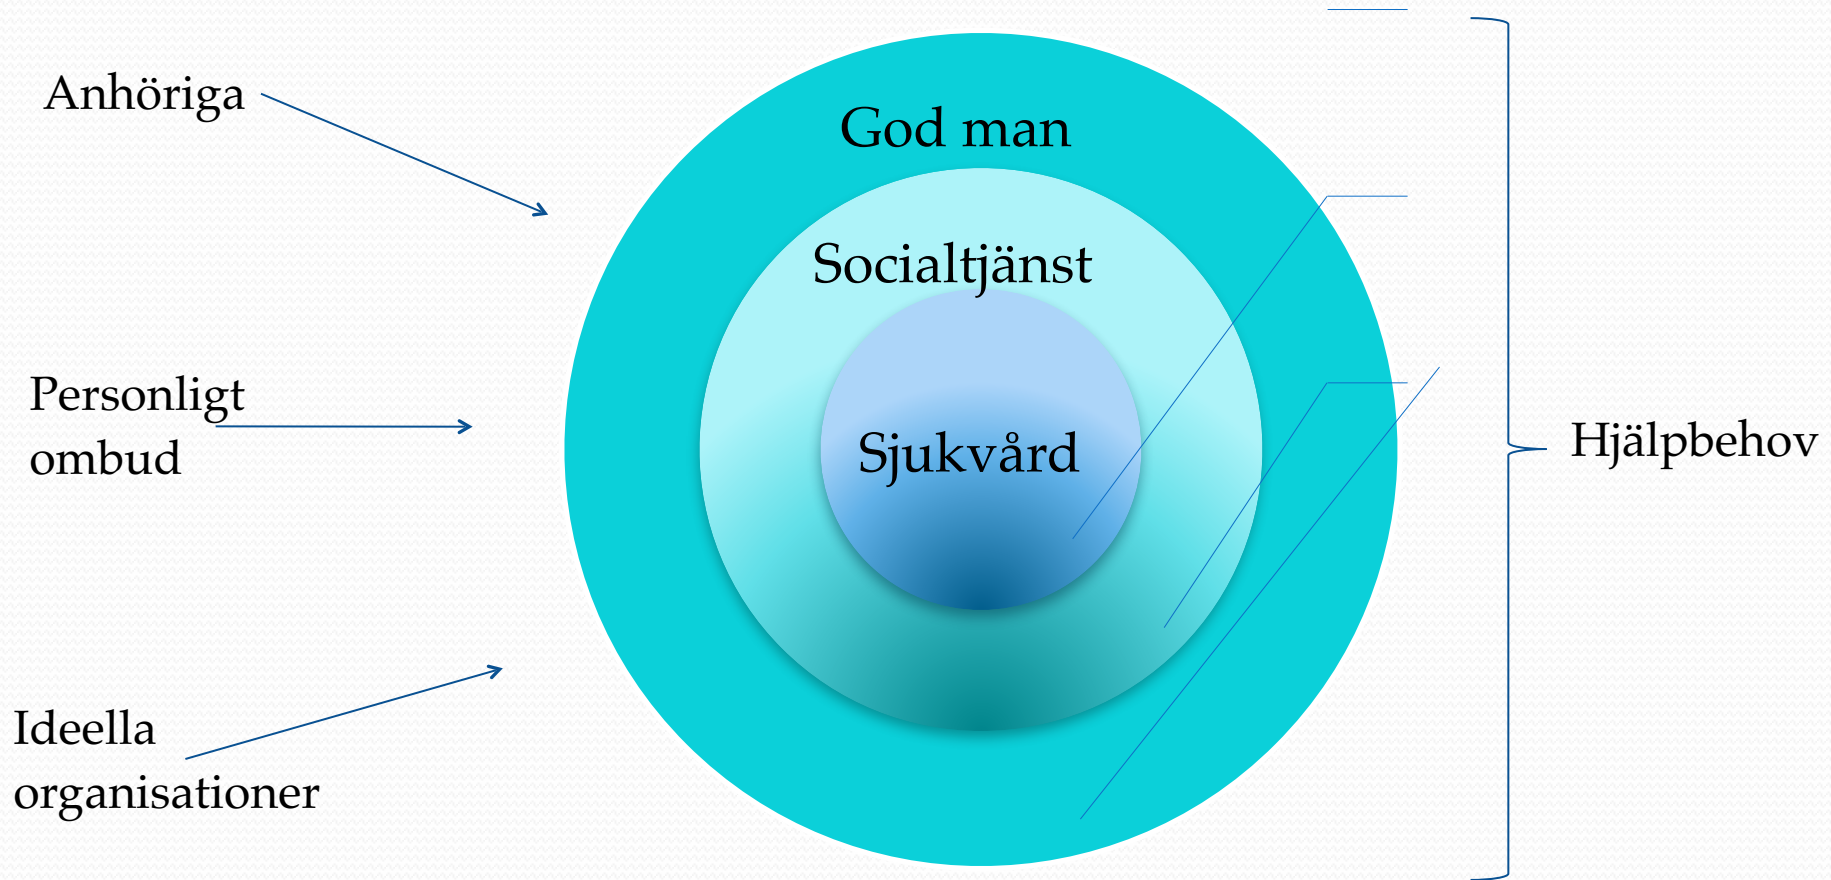 Anhöriga
God man
Socialtjänst
Personligt
ombud
Sjukvård
Hjälpbehov
Ideella
organisationer